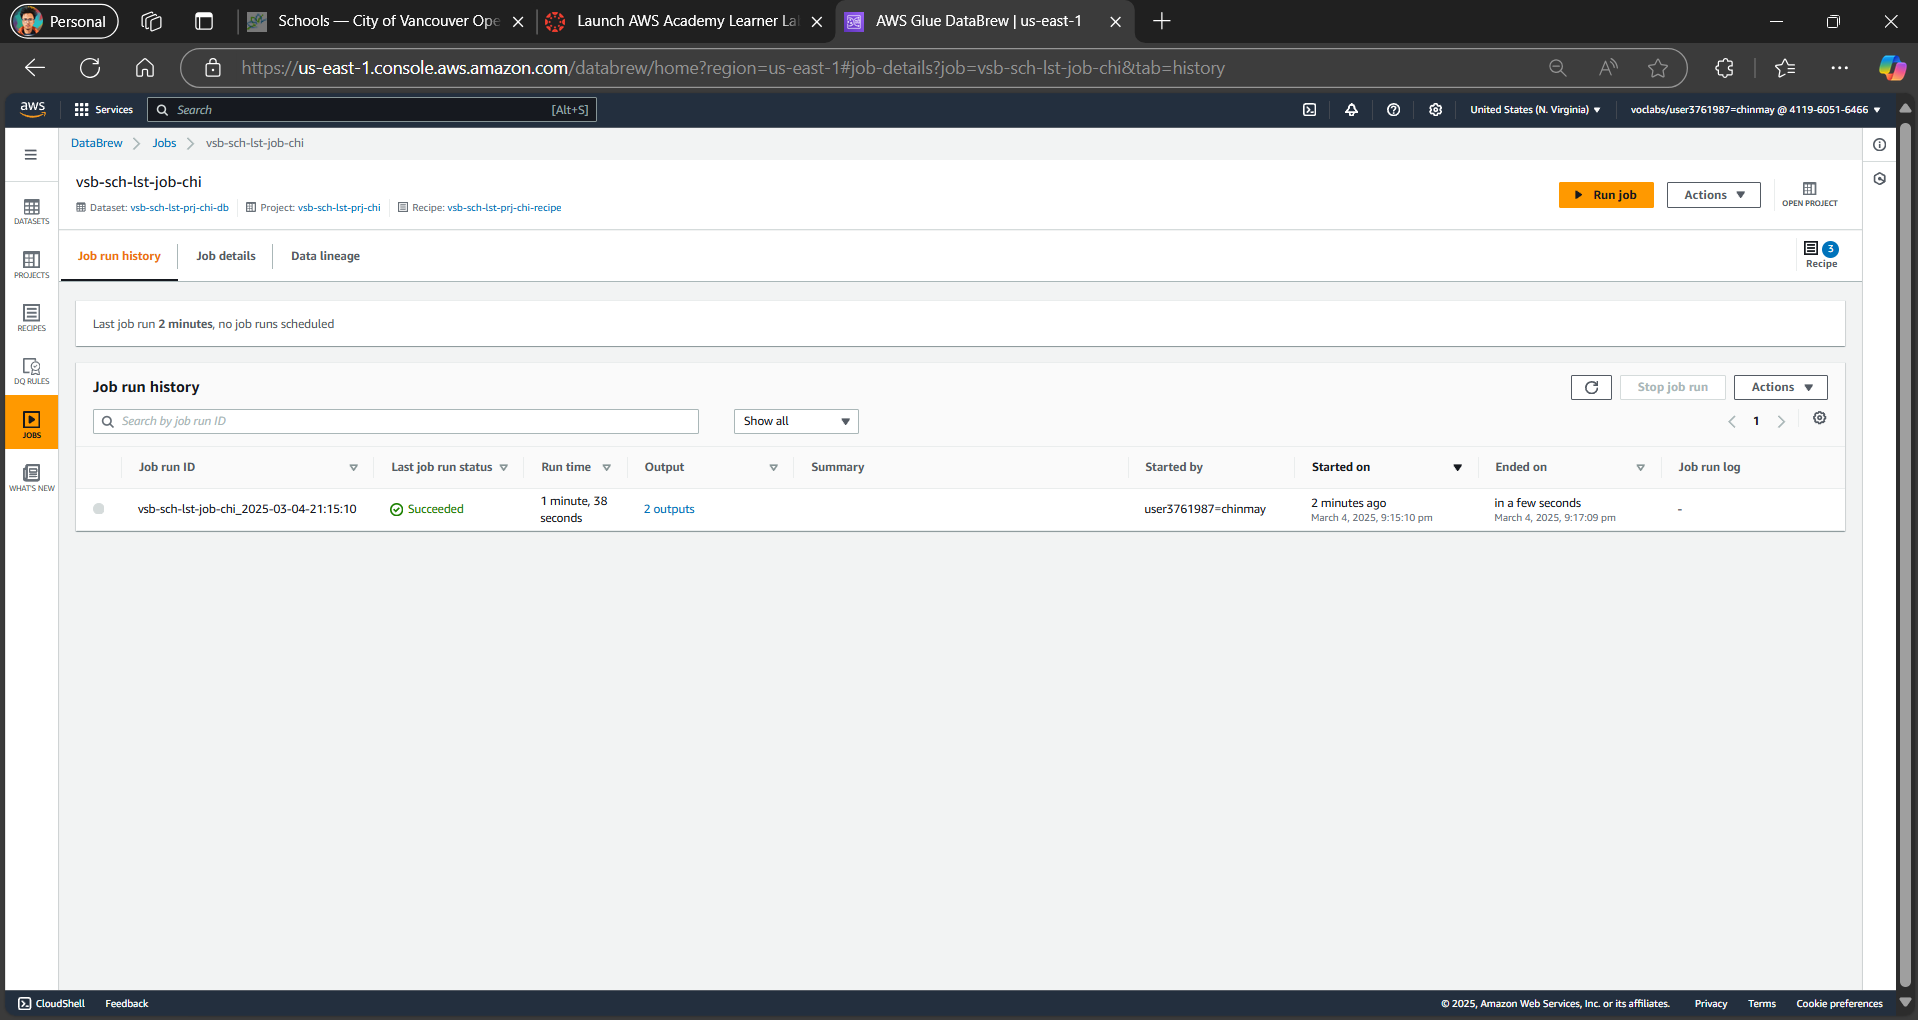 Personal
Schools — City of Vancouver Ope
Launch AWS Academy Learner La
AWS Glue DataBrew | us-east-1
https://us-east-1.console.aws.amazon.com/databrew/home?region=us-east-1#job-details?job=vsb-sch-lst-job-chi&tab=history
aws
Services
Search
[Alt+S]
United States (N. Virginia)
voclabs/user3761987=chinmay @ 4119-6051-6466
DataBrew
Jobs
vsb-sch-lst-job-chi
vsb-sch-lst-job-chi
Dataset: vsb-sch-lst-prj-chi-db
Project: vsb-sch-lst-prj-chi
Recipe: vsb-sch-lst-prj-chi-recipe
Run job
Actions
OPEN PROJECT
DATASETS
PROJECTS
RECIPES
DQ RULES
JOBS
WHAT'S NEW
Job run history
Job details
Data lineage
3
Recipe
Last job run 2 minutes, no job runs scheduled
Job run history
Stop job run
Actions
Search by job run ID
Show all
1
Job run ID
Last job run status
Run time
Output
Summary
Started by
Started on
Ended on
Job run log
vsb-sch-lst-job-chi_2025-03-04-21:15:10
Succeeded
1 minute, 38
seconds
2 outputs
user3761987=chinmay
2 minutes ago
March 4, 2025, 9:15:10 pm
in a few seconds
March 4, 2025, 9:17:09 pm
-
CloudShell
Feedback
© 2025, Amazon Web Services, Inc. or its affiliates.
Privacy
Terms
Cookie preferences